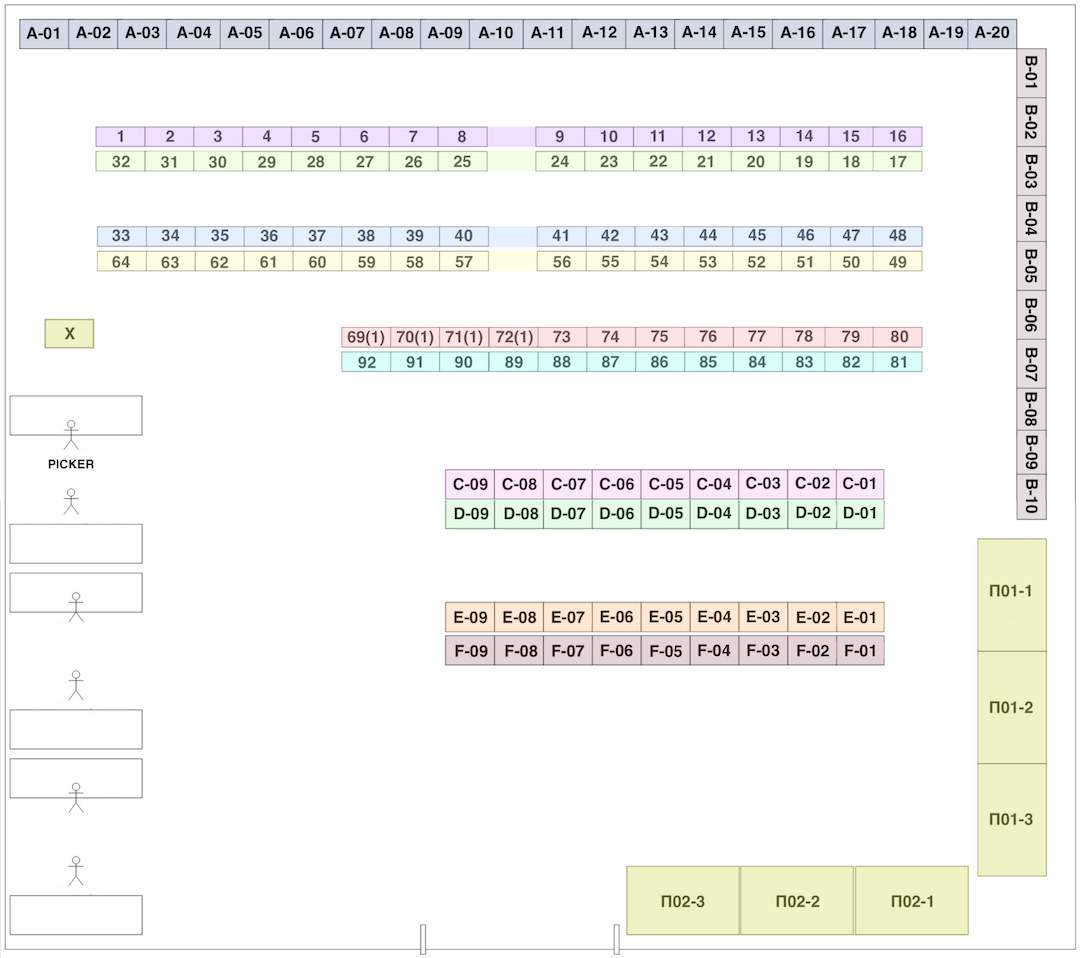 A-01 A-02 A-03 A-04 A-05 A-06 A-07 A-08 A-09 A-10 A-11 A-12 A-13 A-14 A-15 A-16 A-17 A-18 A-19 A-20
B-01
B-02
B-03
B-04
B-05
B-06
B-07
B-08
B-09
B-10
1 2 3 4 5 6 7 8 9 10 11 12 13 14 15 16
32 31 30 29 28 27 26 25 24 23 22 21 20 19 18 17
33 34 35 36 37 38 39 40 41 42 43 44 45 46 47 48
64 63 62 61 60 59 58 57 56 55 54 53 52 51 50 49
X
69(1) 70(1) 71(1) 72(1) 73 74 75 76 77 78 79 80
92 91 90 89 88 87 86 85 84 83 82 81
PICKER
C-09 C-08 C-07 C-06 C-05 C-04 C-03 C-02 C-01
D-09 D-08 D-07 D-06 D-05 D-04 D-03 D-02 D-01
E-09 E-08 E-07 E-06 E-05 E-04 E-03 E-02 E-01
F-09 F-08 F-07 F-06 F-05 F-04 F-03 F-02 F-01
П01-1
П01-2
П01-3
П02-3 П02-2 П02-1